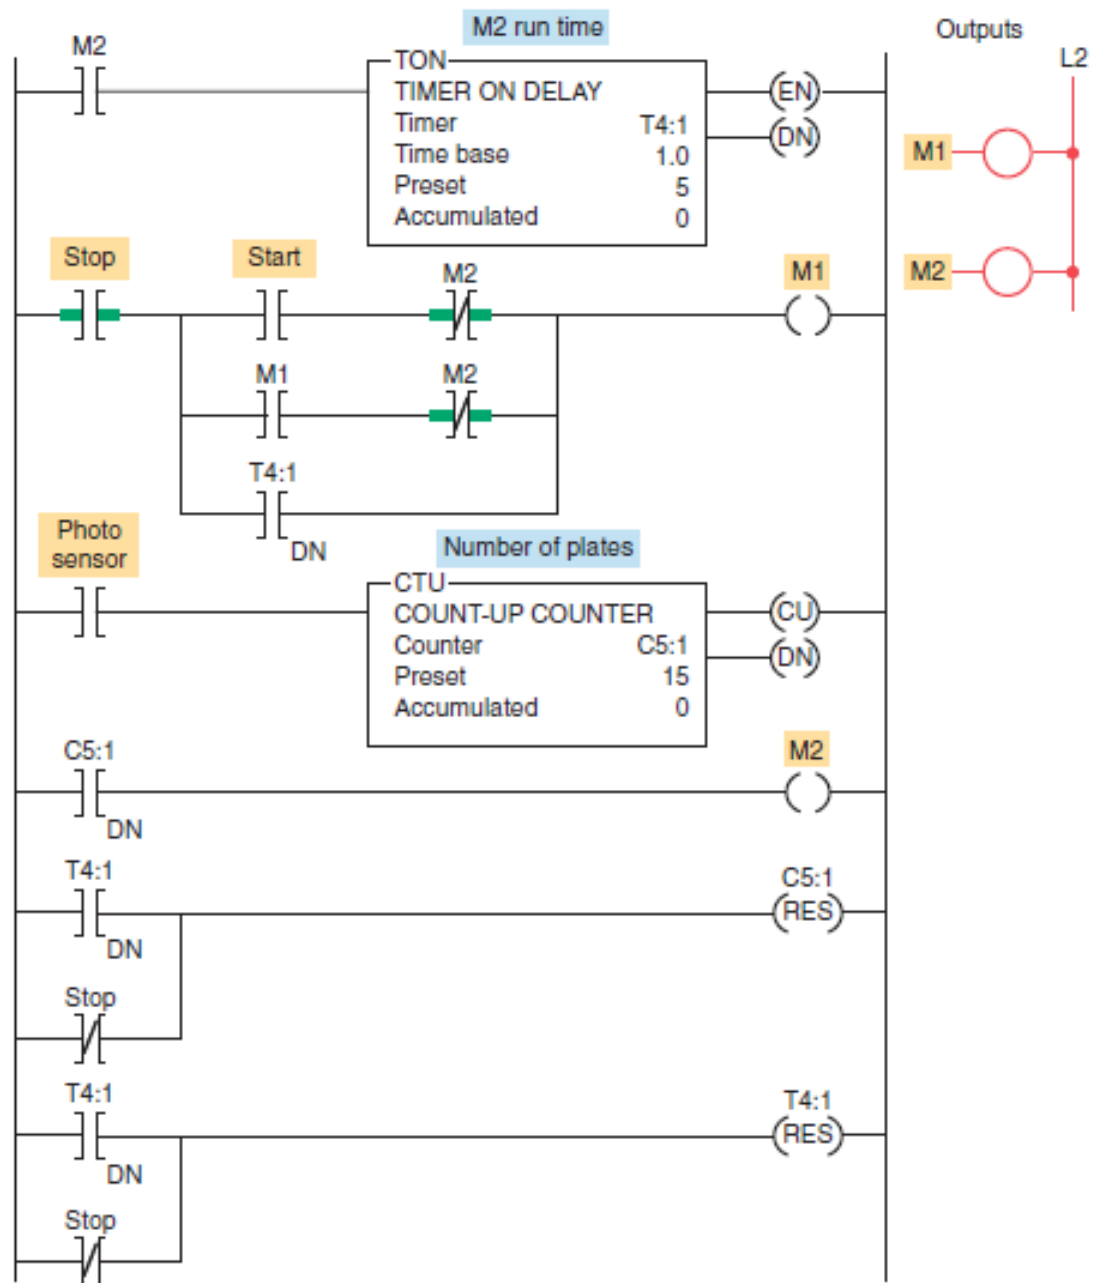 M2 run time
M2
TON
TIMER ON DELAY
Timer T4:1
Time base 1.0
Preset 5
Accumulated 0
EN
DN
Outputs
L2
M1
M2
Stop
Start
M2
M1
M1
M2
T4:1
DN
Photo
sensor
Number of plates
CTU
COUNT-UP COUNTER
Counter C5:1
Preset 15
Accumulated 0
CU
DN
C5:1
DN
M2
T4:1
DN
C5:1
RES
Stop
T4:1
DN
T4:1
RES
Stop